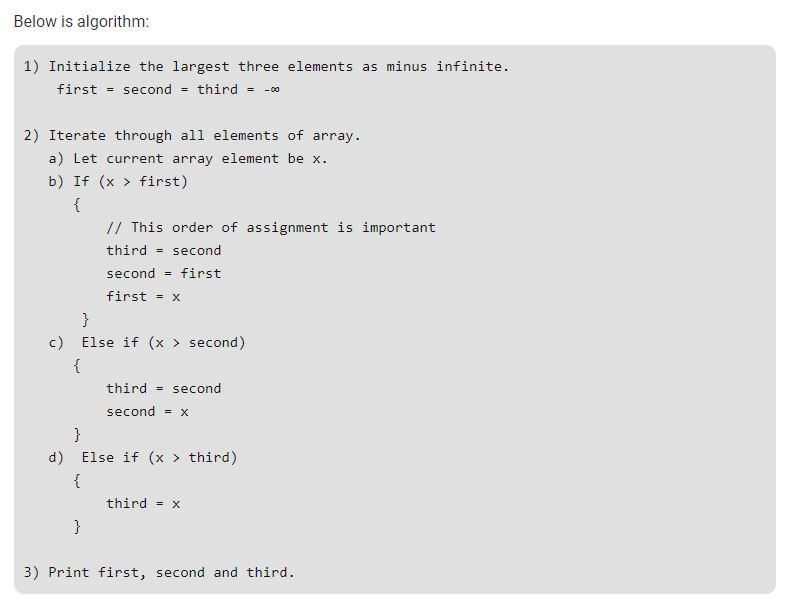 Below is algorithm:
1) Initialize the largest three elements as minus infinite.
first = second = third = -∞
2) Iterate through all elements of array.
a) Let current array element be x.
b) If (x > first)
{
// This order of assignment is important
third = second
second = first
first = x
}
c) Else if (x > second)
{
third = second
second = x
}
d) Else if (x > third)
{
third = x
}
3) Print first, second and third.